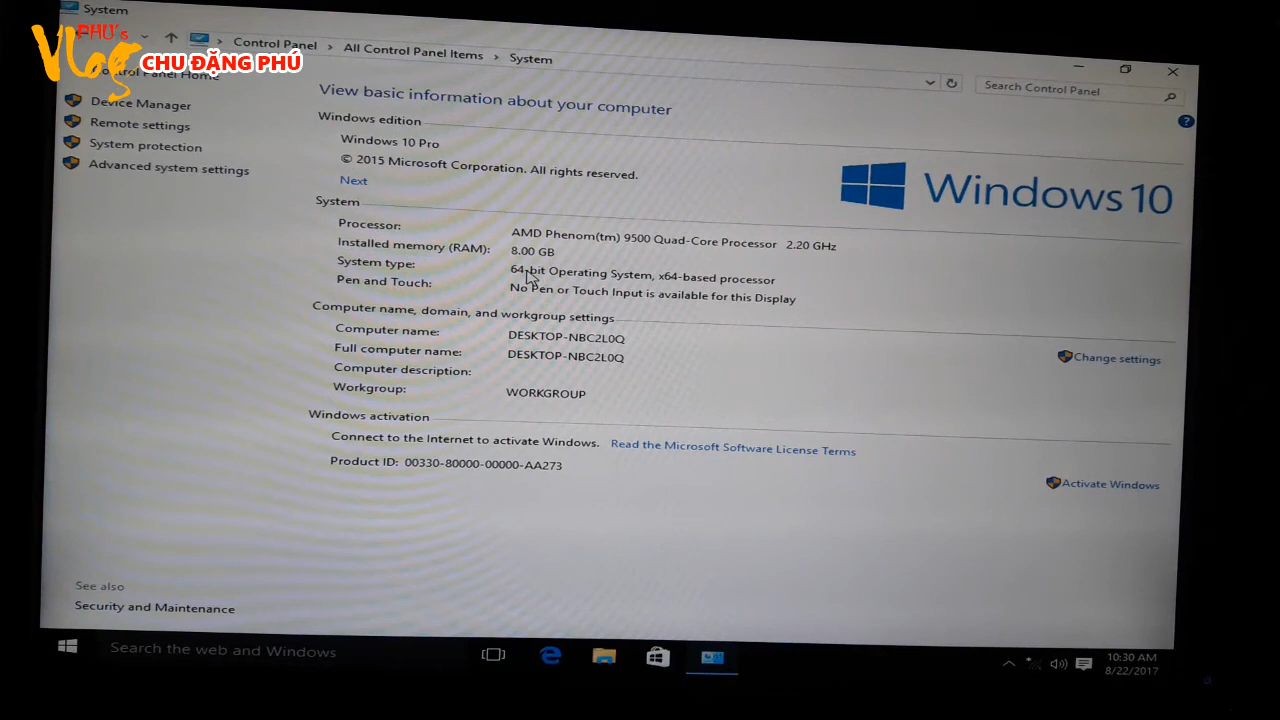 System
PHÚ's
Vlog
CHU ĐẶNG PHÚ
Control Panel > All Control Panel Items > System
Search Control Panel
Control Panel Home
Device Manager
Remote settings
System protection
Advanced system settings
View basic information about your computer
Windows edition
Windows 10 Pro
© 2015 Microsoft Corporation. All rights reserved.
Next
Windows 10
System
Processor: AMD Phenom(tm) 9500 Quad-Core Processor 2.20 GHz
Installed memory (RAM): 8.00 GB
System type: 64-bit Operating System, x64-based processor
Pen and Touch: No Pen or Touch Input is available for this Display
Computer name, domain, and workgroup settings
Computer name: DESKTOP-NBC2L0Q
Change settings
Full computer name: DESKTOP-NBC2L0Q
Computer description:
Workgroup: WORKGROUP
Windows activation
Connect to the Internet to activate Windows. Read the Microsoft Software License Terms
Product ID: 00330-80000-00000-AA273
Activate Windows
See also
Security and Maintenance
Search the web and Windows
10:30 AM
8/22/2017